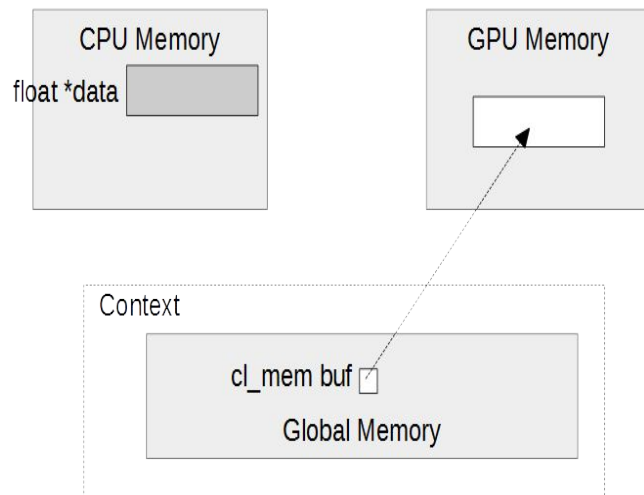 CPU Memory
float *data
GPU Memory
Context
cl_mem buf
Global Memory